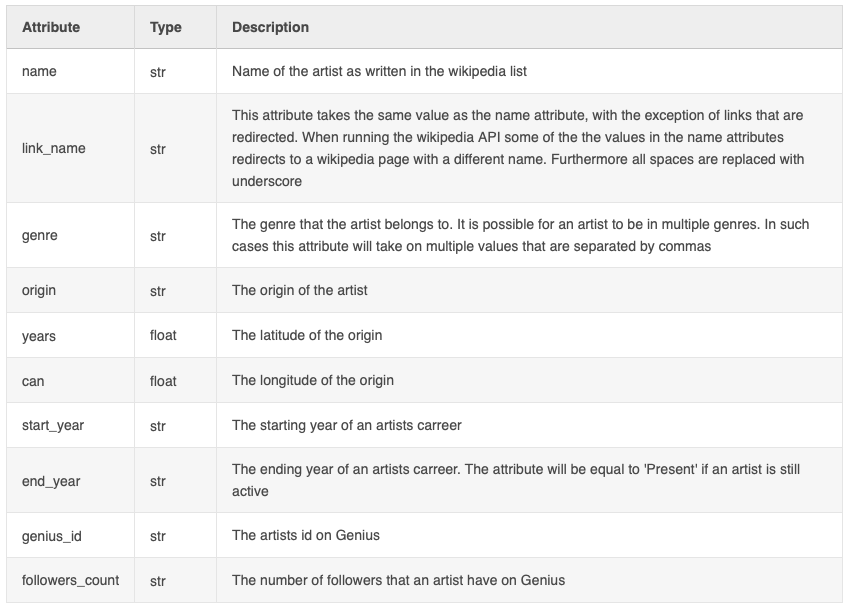 Attribute Type Description
name str Name of the artist as written in the wikipedia list
This attribute takes the same value as the name attribute, with the exception of links that are
redirected. When running the wikipedia API some of the the values in the name attributes
link_name str
redirects to a wikipedia page with a different name. Furthermore all spaces are replaced with
underscore
The genre that the artist belongs to. It is possible for an artist to be in multiple genres. In such
genre str
cases this attribute will take on multiple values that are separated by commas
origin str The origin of the artist
years float The latitude of the origin
can float The longitude of the origin
start_year str The starting year of an artists carreer
The ending year of an artists carreer. The attribute will be equal to 'Present' if an artist is still
end_year str
active
genius_id str The artists id on Genius
followers_count str The number of followers that an artist have on Genius